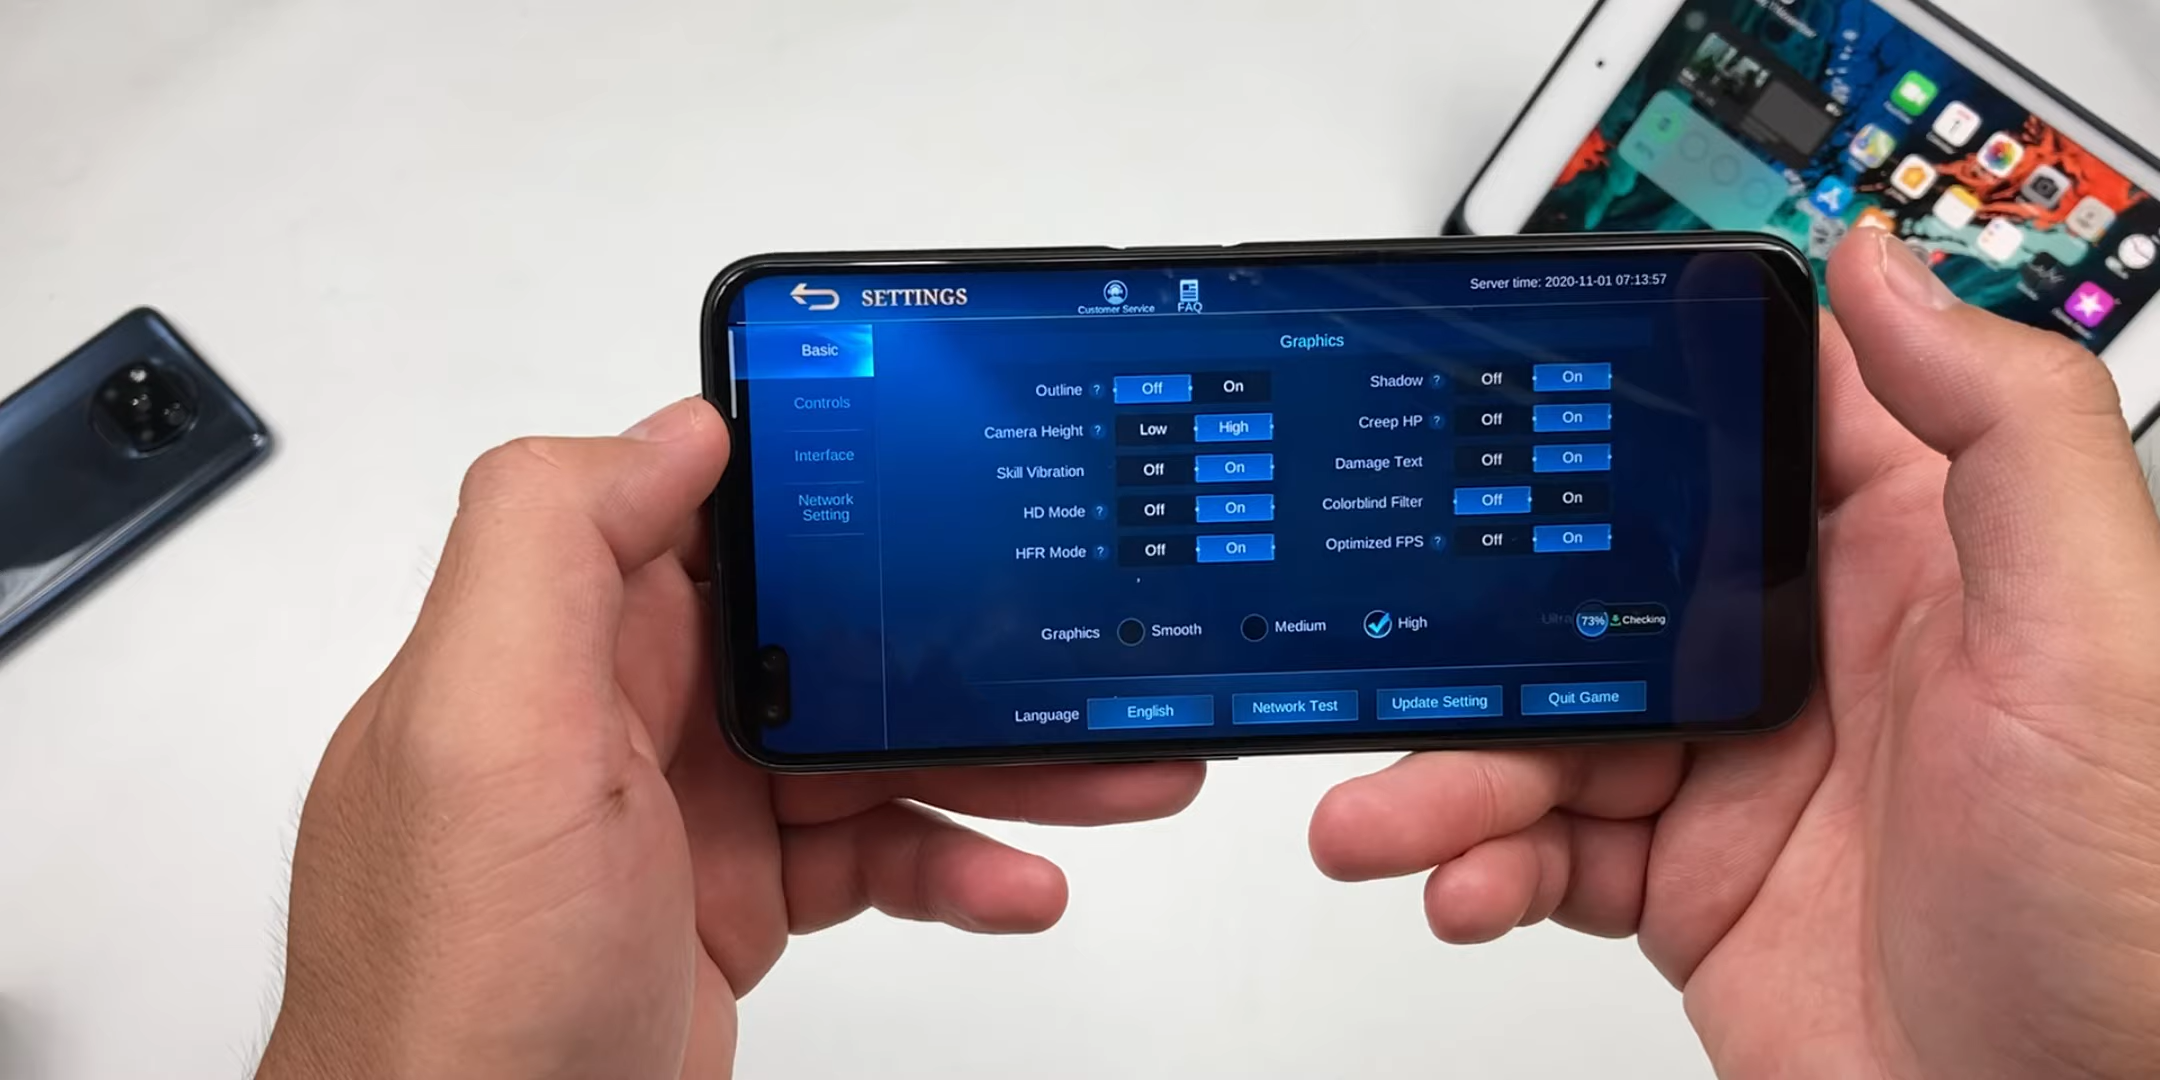 SETTINGS
Customer Service
FAQ
Server time: 2020-11-01 07:13:57
Basic
Controls
Interface
Network
Setting
Graphics
Outline ? Off On
Shadow ? Off On
Camera Height ? Low High
Creep HP ? Off On
Skill Vibration Off On
Damage Text Off On
HD Mode ? Off On
Colorblind Filter Off On
HFR Mode ? Off On
Optimized FPS ? Off On
Graphics Smooth Medium High Ultra 73% Checking
Language English Network Test Update Setting Quit Game